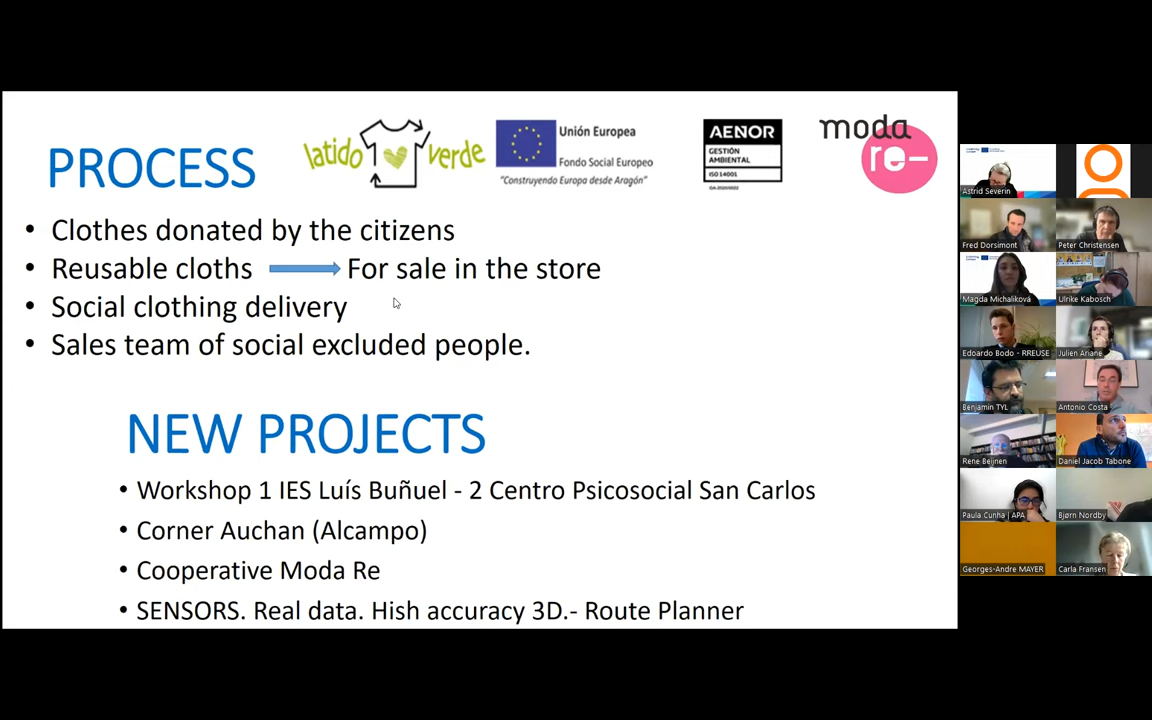 PROCESS
latido verde
Unión Europea
Fondo Social Europeo
"Construyendo Europa desde Aragón"
AENOR
GESTIÓN
AMBIENTAL
ISO 14001
moda
re-
• Clothes donated by the citizens
• Reusable cloths For sale in the store
• Social clothing delivery
• Sales team of social excluded people.
NEW PROJECTS
• Workshop 1 IES Luís Buñuel - 2 Centro Psicosocial San Carlos
• Corner Auchan (Alcampo)
• Cooperative Moda Re
• SENSORS. Real data. Hish accuracy 3D.- Route Planner
Astrid Severin
Fred Dorsimont
Peter Christensen
Magda Michaliková
Ulrike Kabosch
Edoardo Bodo - RREUSE
Julien Ariane
Benjamin TYL
Antonio Costa
Rene Beijnen
Daniel Jacob Tabone
Paula Cunha | APA
Bjørn Nordby
Georges-Andre MAYER
Carla Fransen